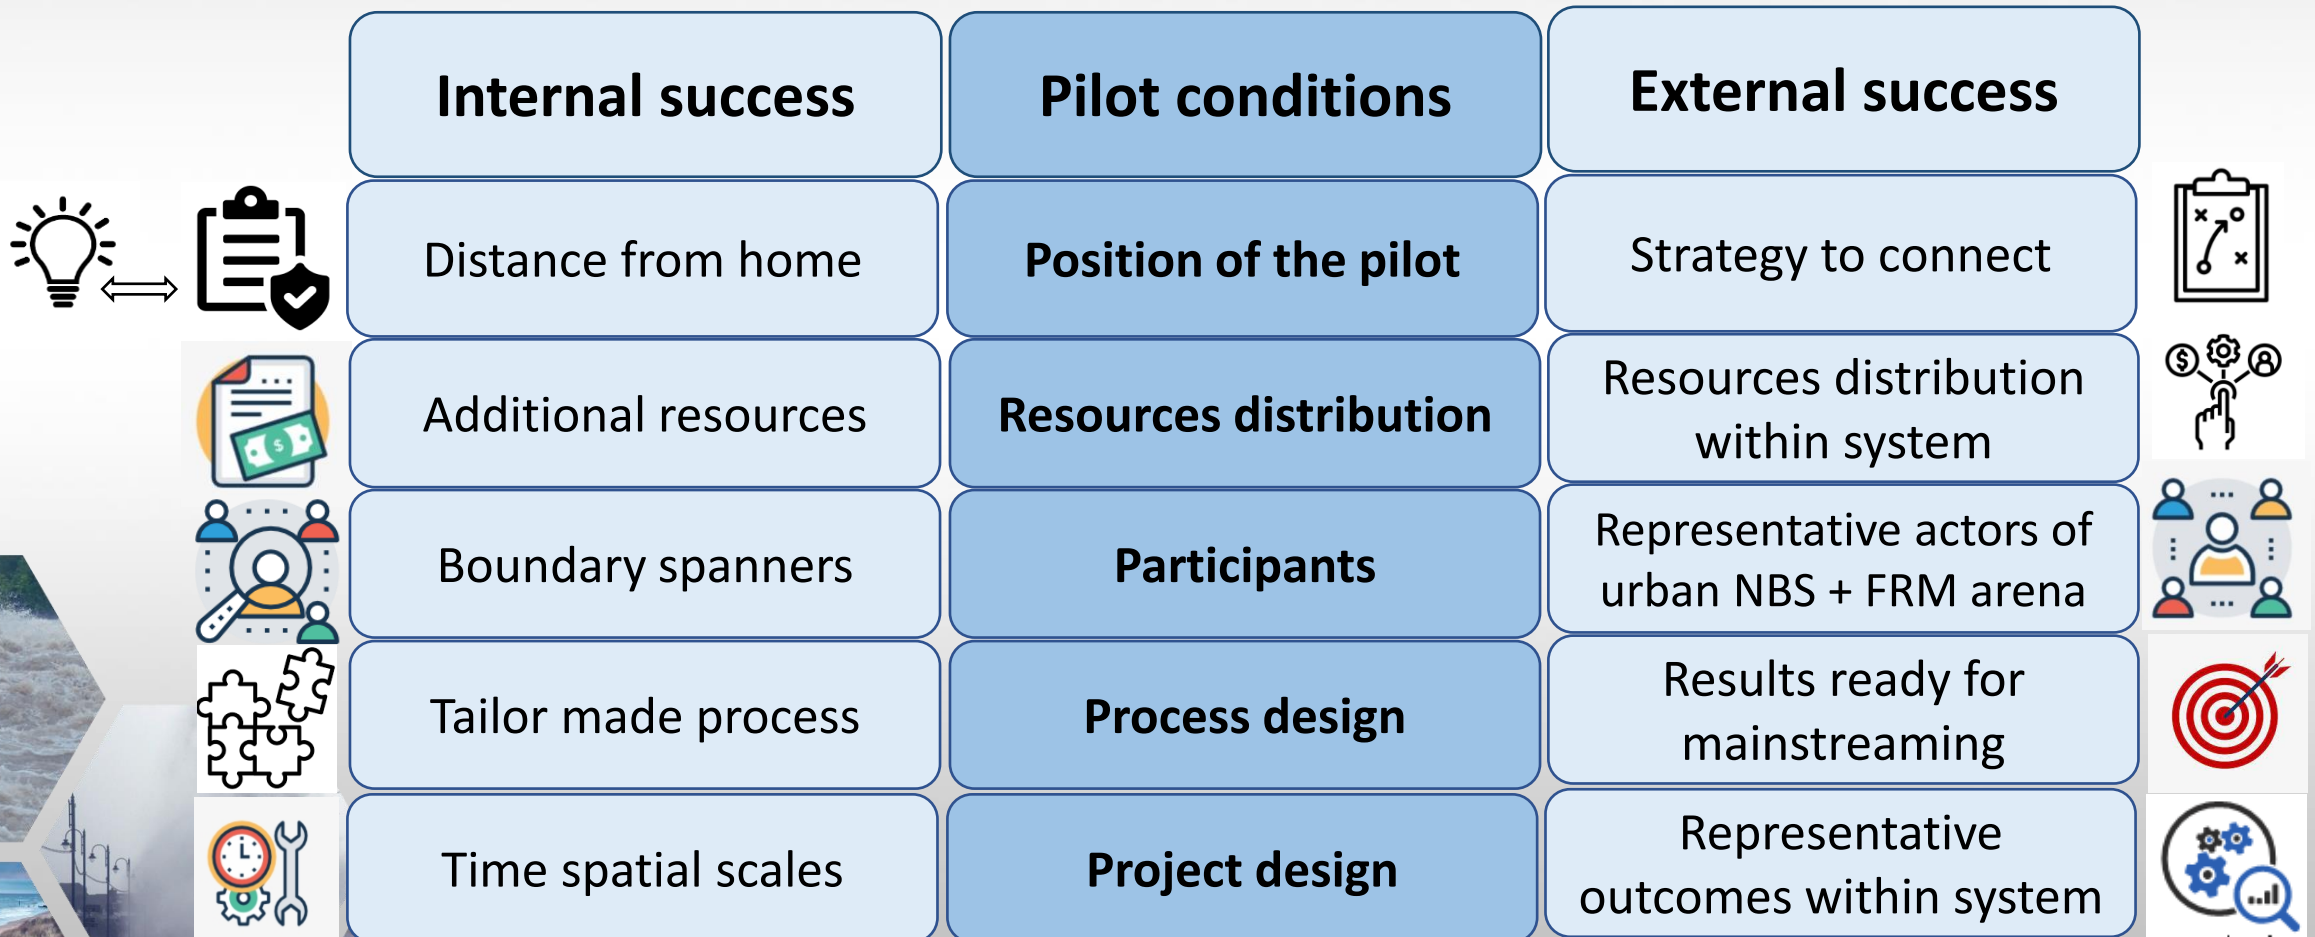 Internal success
Pilot conditions
External success
Distance from home
Position of the pilot
Strategy to connect
Additional resources
Resources distribution
Resources distribution
within system
Boundary spanners
Participants
Representative actors of
urban NBS + FRM arena
Tailor made process
Process design
Results ready for
mainstreaming
Time spatial scales
Project design
Representative
outcomes within system